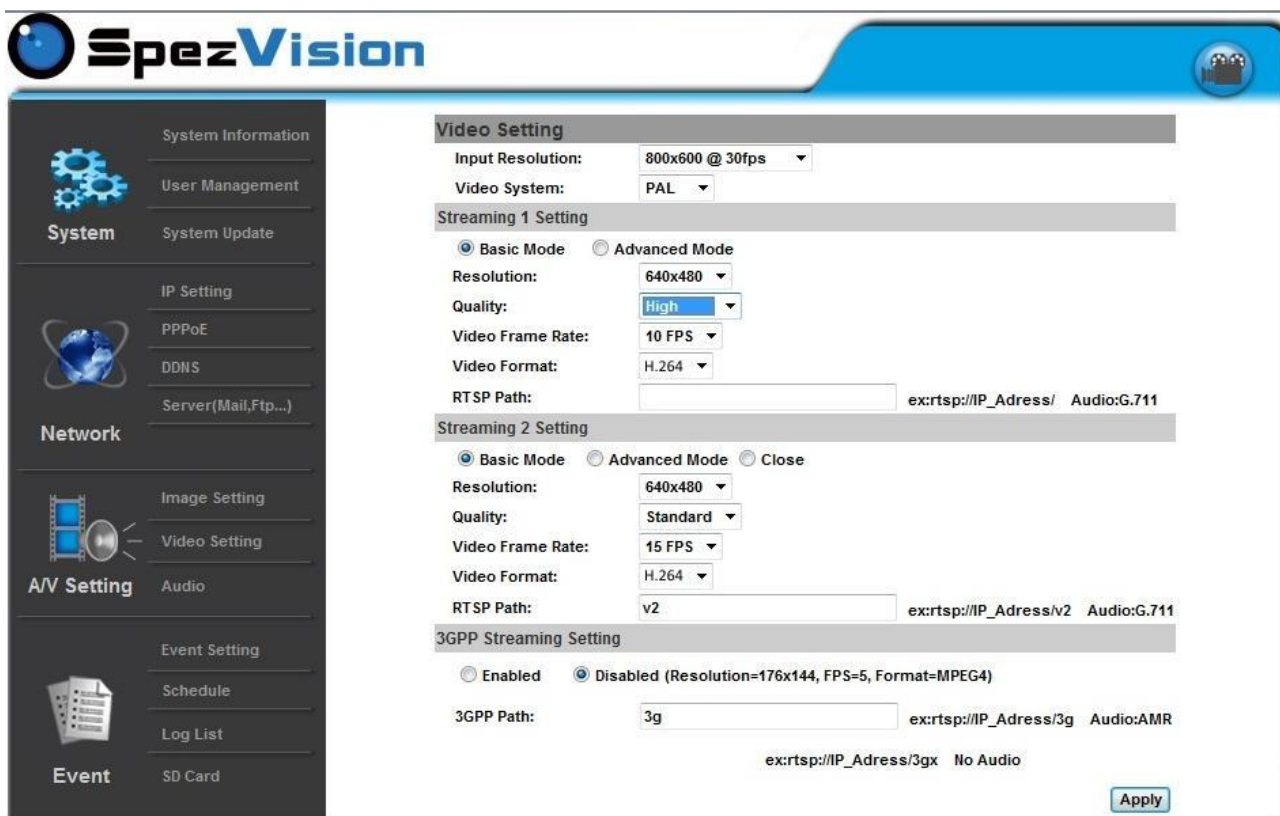 SpezVision
System
System Information
User Management
System Update
Network
IP Setting
PPPoE
DDNS
Server(Mail,Ftp...)
A/V Setting
Image Setting
Video Setting
Audio
Event
Event Setting
Schedule
Log List
SD Card
Video Setting
Input Resolution: 800x600 @ 30fps
Video System: PAL
Streaming 1 Setting
Basic Mode Advanced Mode
Resolution: 640x480
Quality: High
Video Frame Rate: 10 FPS
Video Format: H.264
RTSP Path: ex:rtsp://IP_Adress/ Audio:G.711
Streaming 2 Setting
Basic Mode Advanced Mode Close
Resolution: 640x480
Quality: Standard
Video Frame Rate: 15 FPS
Video Format: H.264
RTSP Path: v2 ex:rtsp://IP_Adress/v2 Audio:G.711
3GPP Streaming Setting
Enabled Disabled (Resolution=176x144, FPS=5, Format=MPEG4)
3GPP Path: 3g ex:rtsp://IP_Adress/3g Audio:AMR
ex:rtsp://IP_Adress/3gx No Audio
Apply